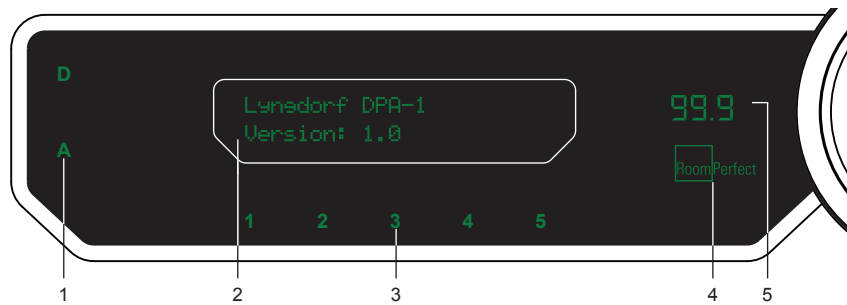 D
Lyngdorf DPA-1
Version: 1.0
99.9
A
RoomPerfect
1 2 3 4 5
1 2 3 4 5